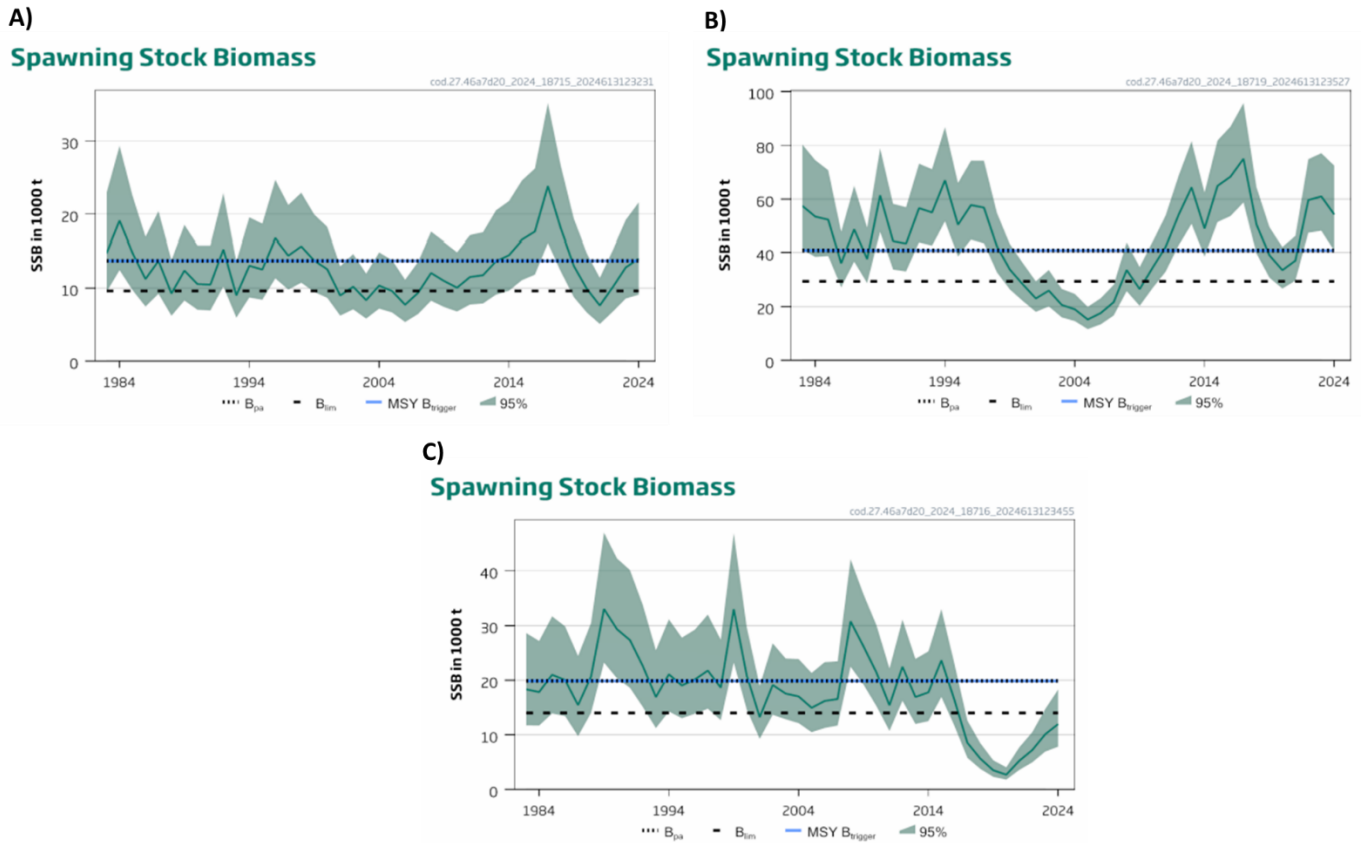 A)
Spawning Stock Biomass
cod.27.46a7d20_2024_18715_2024613123231
SSB in 1000 t
30
20
10
0
1984 1994 2004 2014 2024
Bpa Blim MSY Btrigger 95%
B)
Spawning Stock Biomass
cod.27.46a7d20_2024_18719_2024613123527
SSB in 1000 t
100
80
60
40
20
0
1984 1994 2004 2014 2024
Bpa Blim MSY Btrigger 95%
C)
Spawning Stock Biomass
cod.27.46a7d20_2024_18716_2024613123455
SSB in 1000 t
40
30
20
10
0
1984 1994 2004 2014 2024
Bpa Blim MSY Btrigger 95%